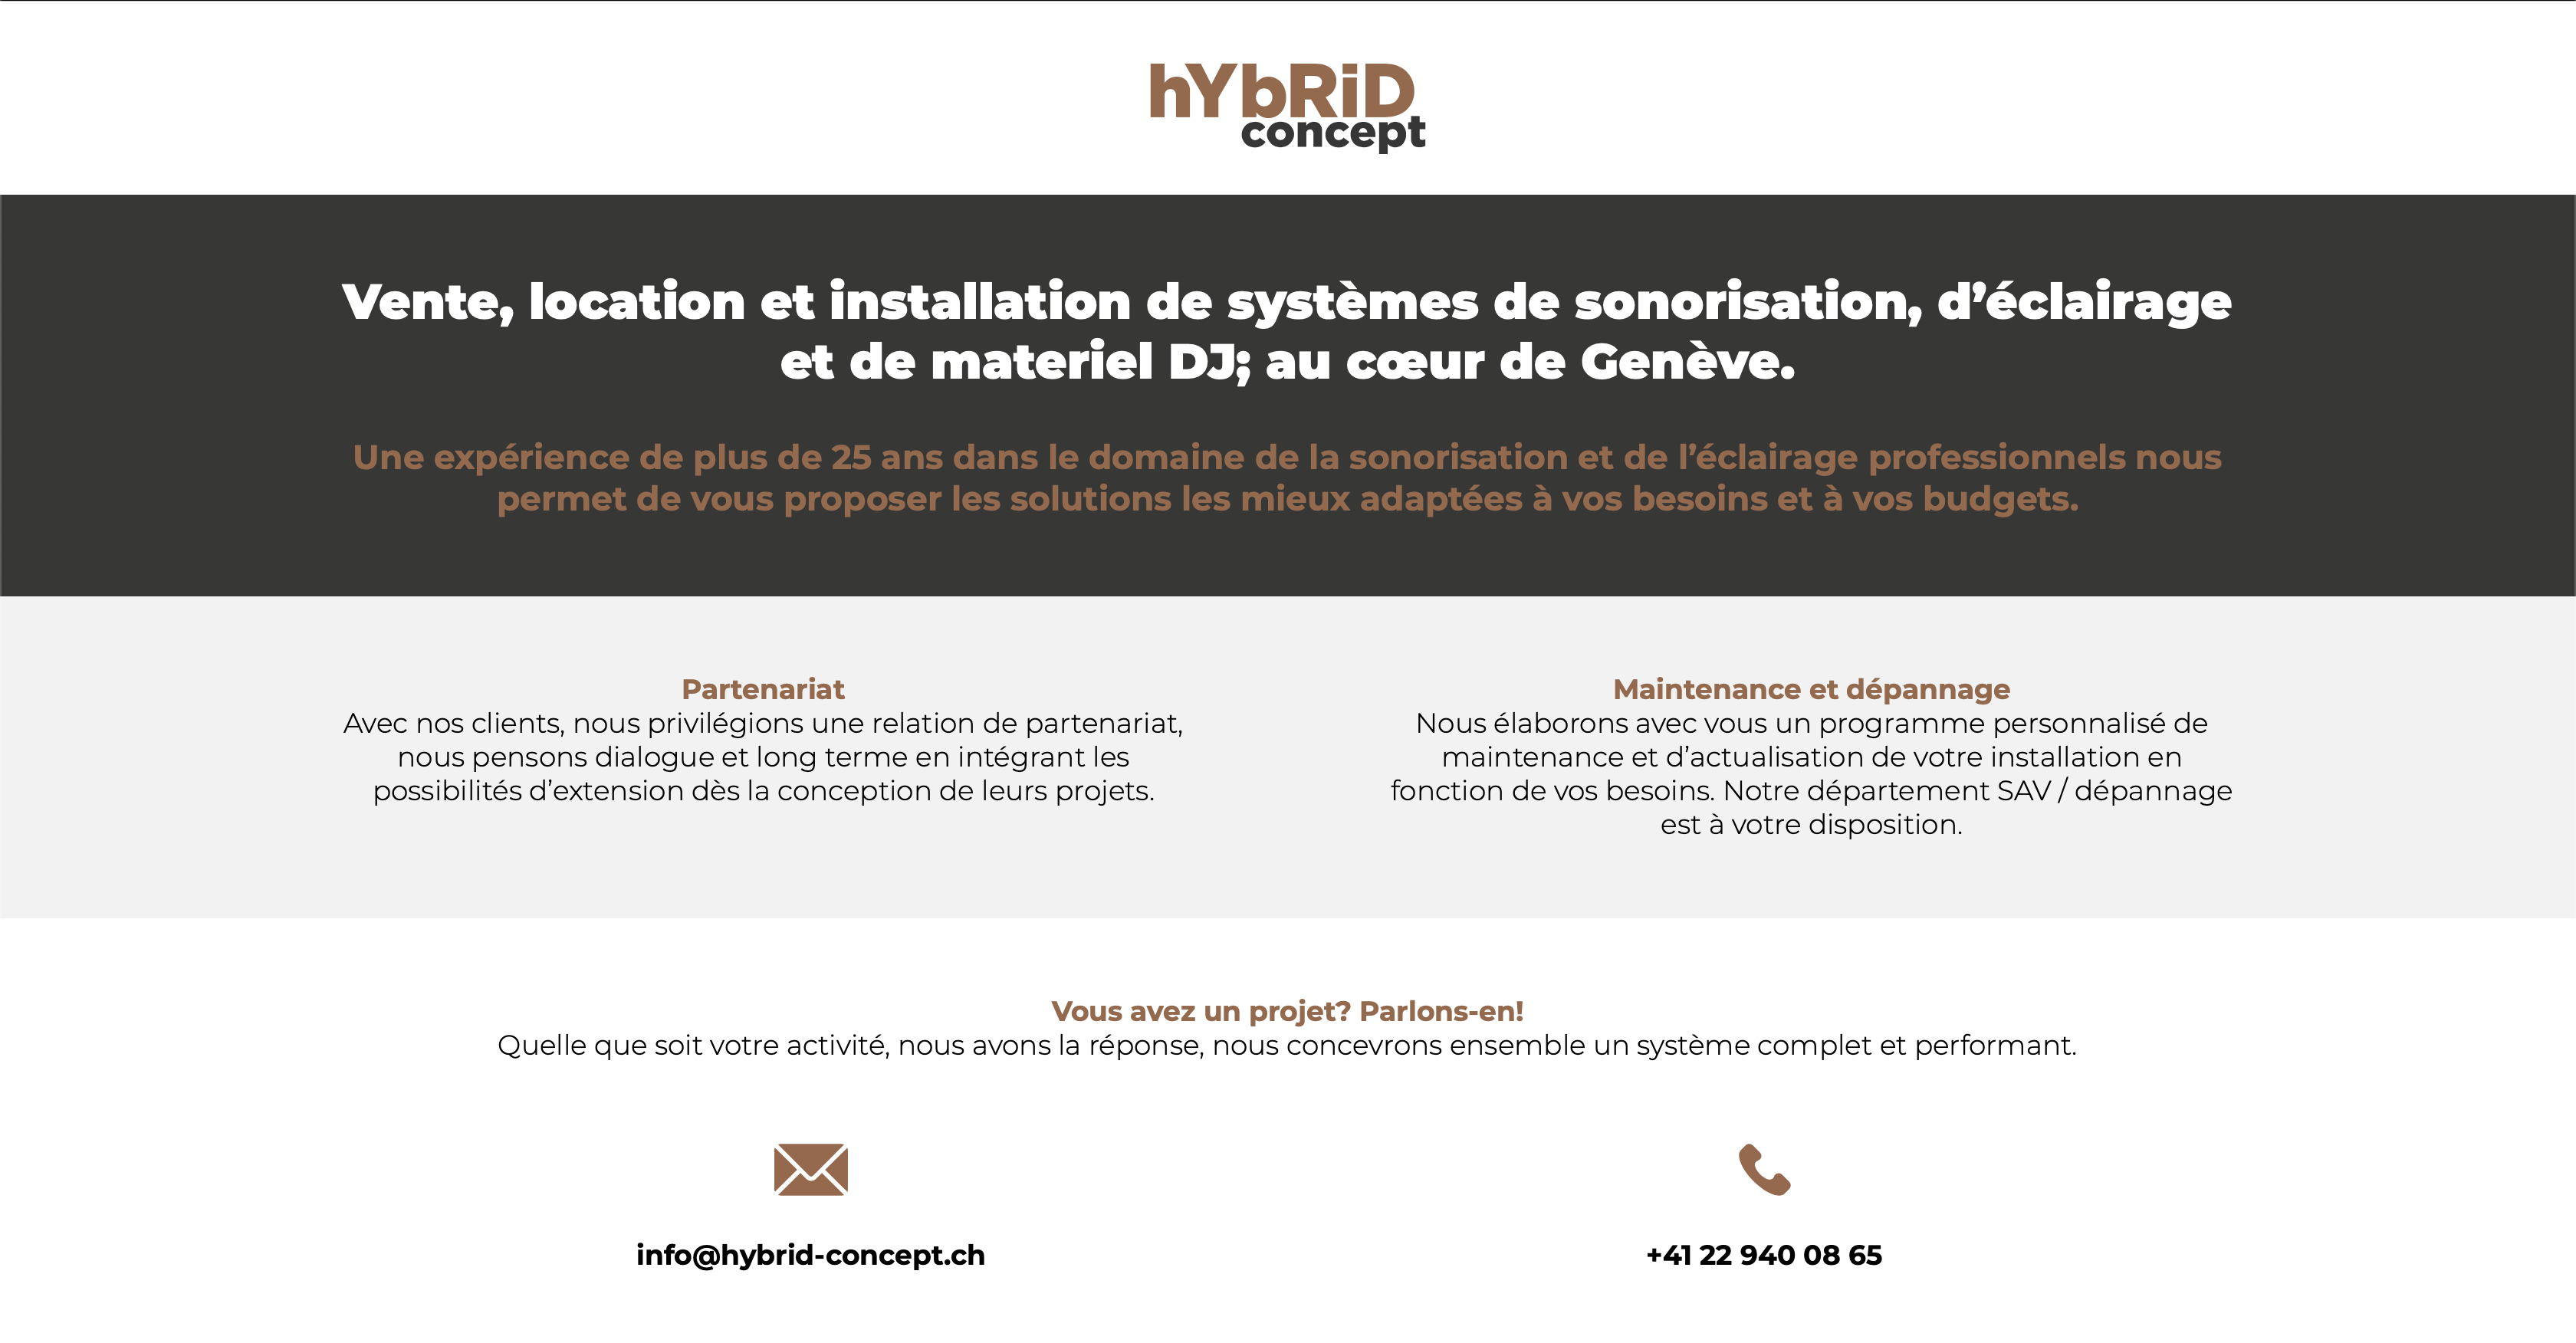 hYbRiD
concept
Vente, location et installation de systèmes de sonorisation, d’éclairage
et de materiel DJ; au cœur de Genève.
Une expérience de plus de 25 ans dans le domaine de la sonorisation et de l’éclairage professionnels nous
permet de vous proposer les solutions les mieux adaptées à vos besoins et à vos budgets.
Partenariat
Avec nos clients, nous privilégions une relation de partenariat,
nous pensons dialogue et long terme en intégrant les
possibilités d’extension dès la conception de leurs projets.
Maintenance et dépannage
Nous élaborons avec vous un programme personnalisé de
maintenance et d’actualisation de votre installation en
fonction de vos besoins. Notre département SAV / dépannage
est à votre disposition.
Vous avez un projet? Parlons-en!
Quelle que soit votre activité, nous avons la réponse, nous concevrons ensemble un système complet et performant.
info@hybrid-concept.ch
+41 22 940 08 65